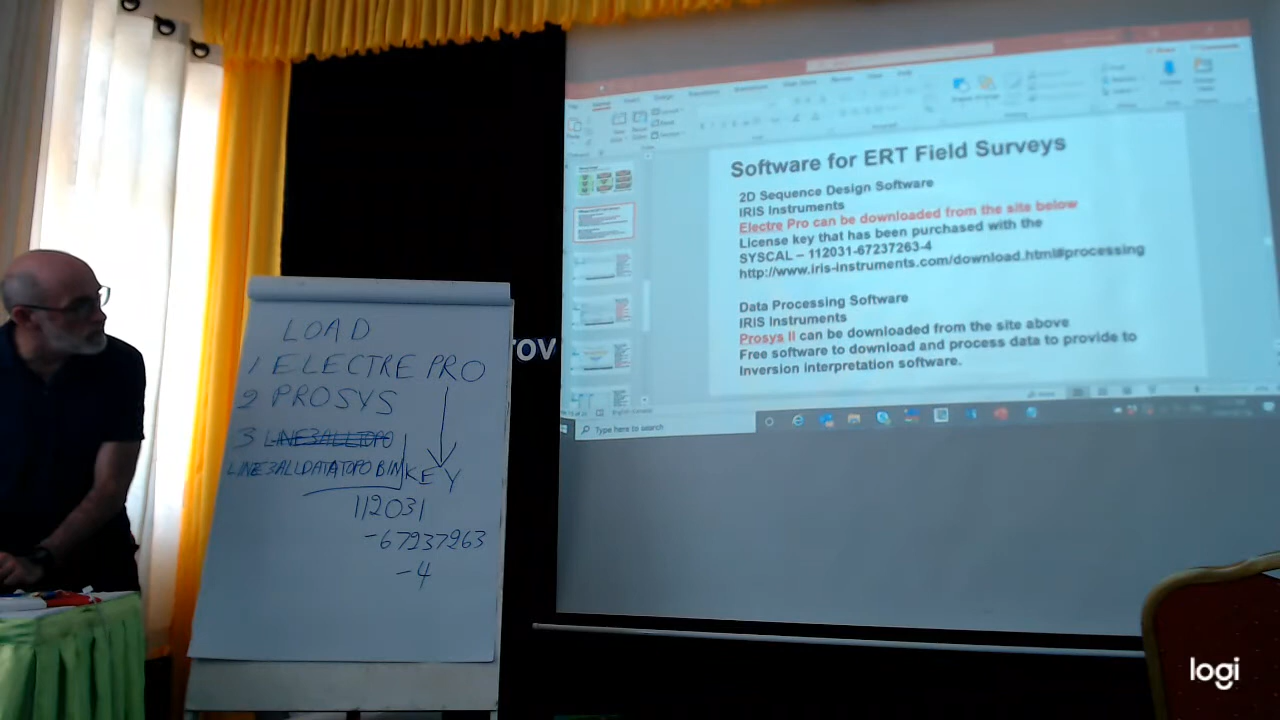 LOAD
1 ELECTRE PRO
2 PROSYS
3 LINE3ALLTOPO
LINE3ALLDATATOPO BIN KEY
112031
-67237263
-4
rov
Software for ERT Field Surveys
2D Sequence Design Software
IRIS Instruments
Electre Pro can be downloaded from the site below
License key that has been purchased with the
SYSCAL – 112031-67237263-4
http://www.iris-instruments.com/download.html#processing
Data Processing Software
IRIS Instruments
Prosys II can be downloaded from the site above
Free software to download and process data to provide to
Inversion interpretation software.
Type here to search
logi